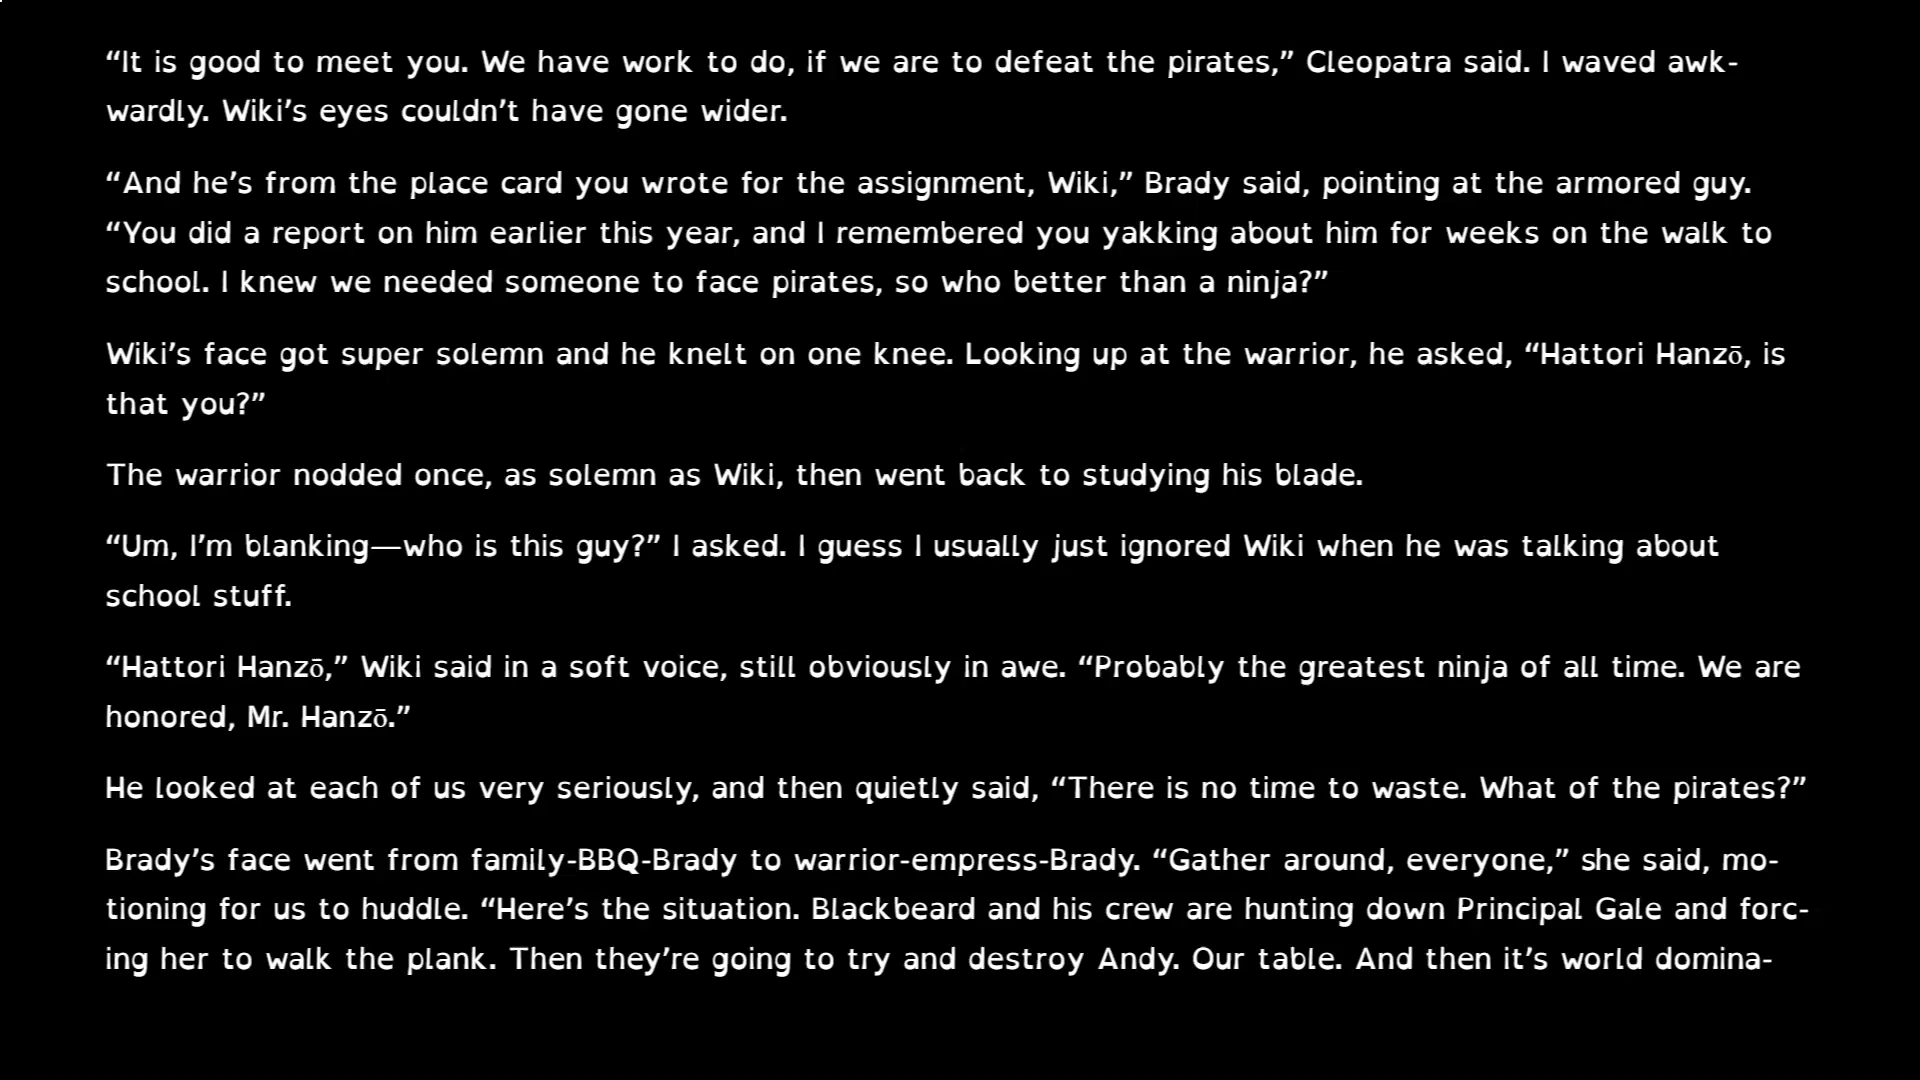 “It is good to meet you. We have work to do, if we are to defeat the pirates,” Cleopatra said. I waved awk-
wardly. Wiki’s eyes couldn’t have gone wider.
“And he’s from the place card you wrote for the assignment, Wiki,” Brady said, pointing at the armored guy.
“You did a report on him earlier this year, and I remembered you yakking about him for weeks on the walk to
school. I knew we needed someone to face pirates, so who better than a ninja?”
Wiki’s face got super solemn and he knelt on one knee. Looking up at the warrior, he asked, “Hattori Hanzō, is
that you?”
The warrior nodded once, as solemn as Wiki, then went back to studying his blade.
“Um, I’m blanking—who is this guy?” I asked. I guess I usually just ignored Wiki when he was talking about
school stuff.
“Hattori Hanzō,” Wiki said in a soft voice, still obviously in awe. “Probably the greatest ninja of all time. We are
honored, Mr. Hanzō.”
He looked at each of us very seriously, and then quietly said, “There is no time to waste. What of the pirates?”
Brady’s face went from family-BBQ-Brady to warrior-empress-Brady. “Gather around, everyone,” she said, mo-
tioning for us to huddle. “Here’s the situation. Blackbeard and his crew are hunting down Principal Gale and forc-
ing her to walk the plank. Then they’re going to try and destroy Andy. Our table. And then it’s world domina-